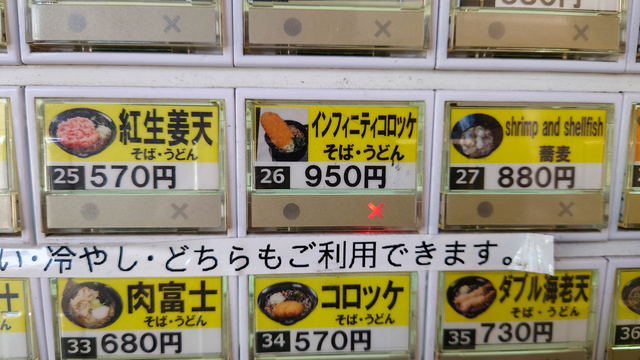 紅生姜天
そば・うどん
25 570円
インフィニティコロッケ
そば・うどん
26 950円
shrimp and shellfish
蕎麦
27 880円
い・冷やし・どちらもご利用できます。
肉富士
そば・うどん
33 680円
コロッケ
そば・うどん
34 570円
ダブル海老天
そば・うどん
35 730円
36